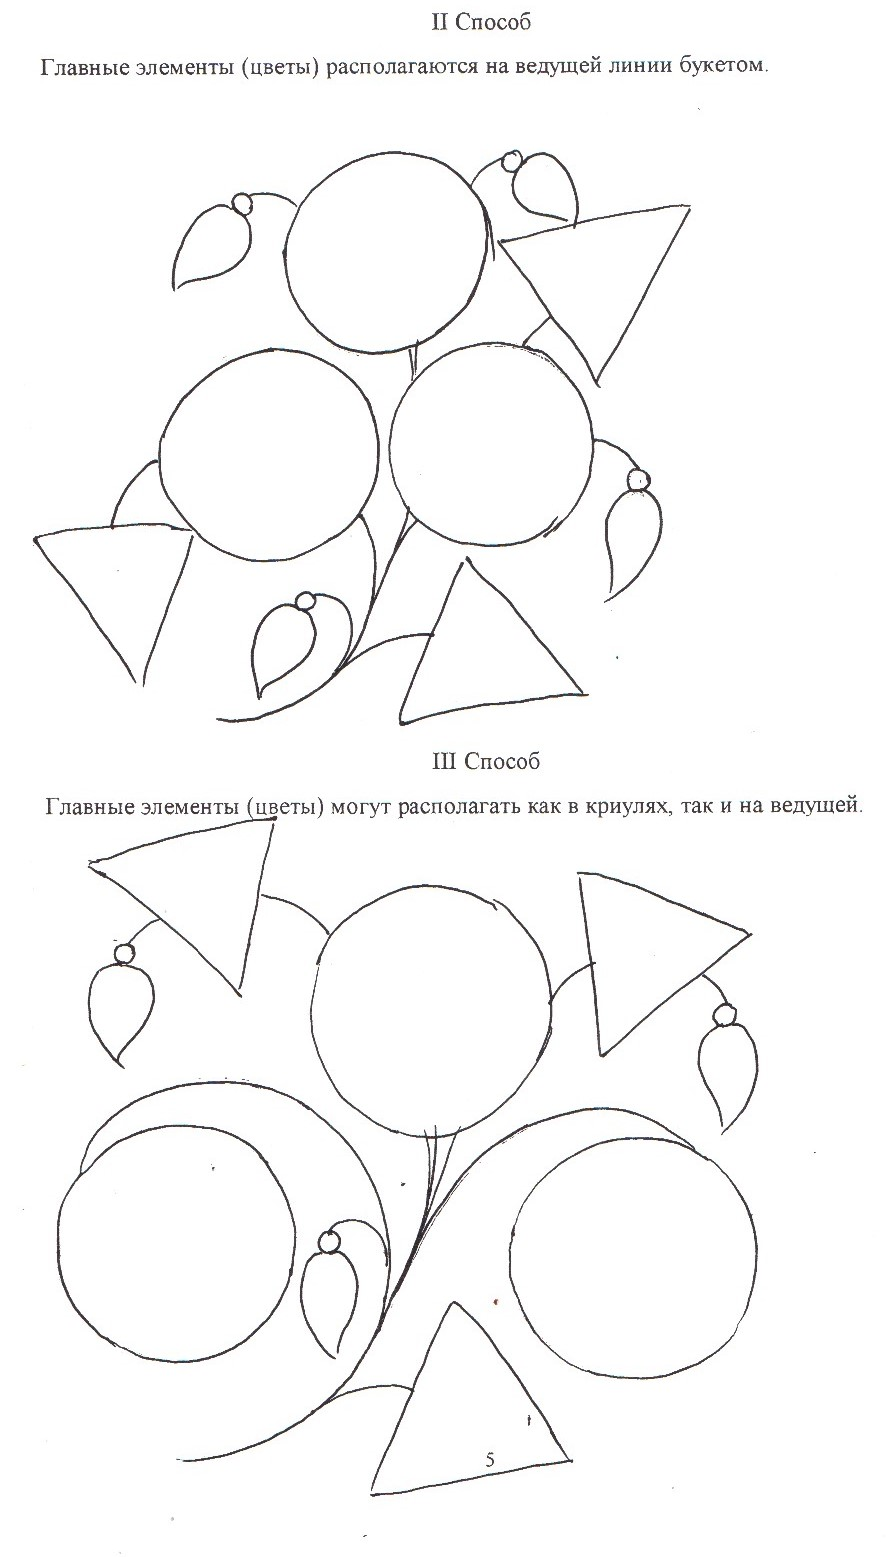 II Способ
Главные элементы (цветы) располагаются на ведущей линии букетом.
III Способ
Главные элементы (цветы) могут располагать как в криулях, так и на ведущей.
5